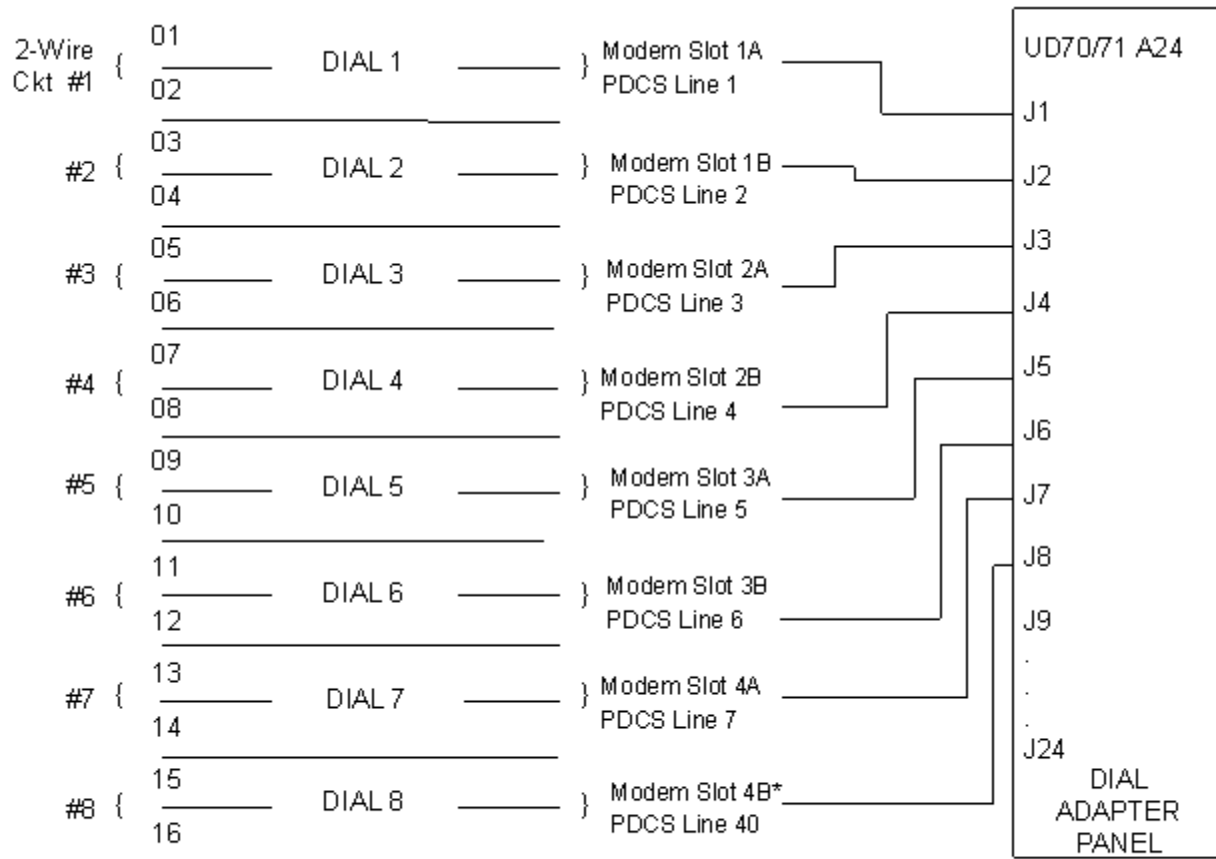 UD70/71 A24
01
2-Wire
Ckt #1 { DIAL 1 } Modem Slot 1A
PDCS Line 1
02
J1
03
#2 { DIAL 2 } Modem Slot 1B
PDCS Line 2
04
J2
05
#3 { DIAL 3 } Modem Slot 2A
PDCS Line 3
06
J3
07
#4 { DIAL 4 } Modem Slot 2B
PDCS Line 4
08
J4
09
#5 { DIAL 5 } Modem Slot 3A
PDCS Line 5
10
J5
11
#6 { DIAL 6 } Modem Slot 3B
PDCS Line 6
12
J6
13
#7 { DIAL 7 } Modem Slot 4A
PDCS Line 7
14
J7
15
#8 { DIAL 8 } Modem Slot 4B*
PDCS Line 40
16
J8
J9
.
.
.
J24
DIAL
ADAPTER
PANEL